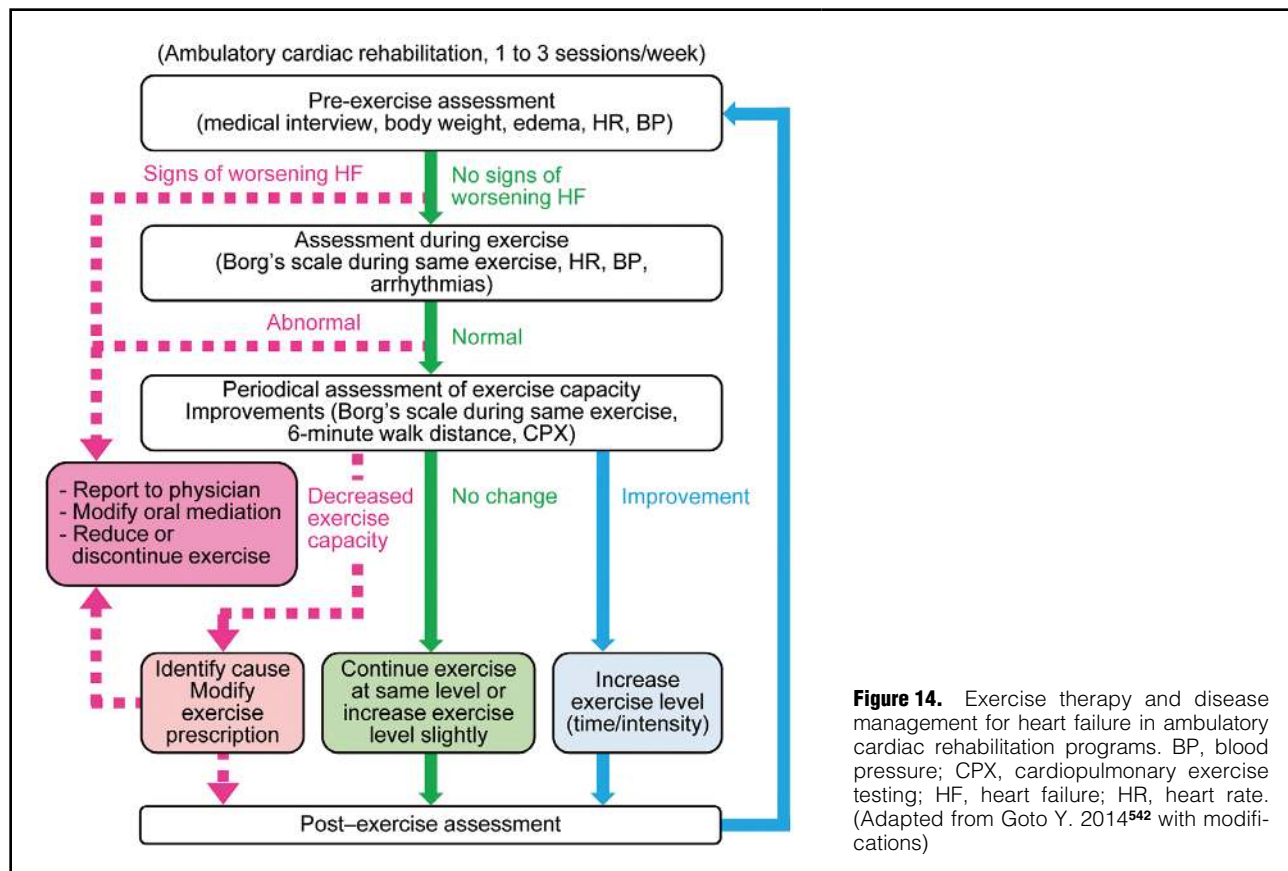 (Ambulatory cardiac rehabilitation, 1 to 3 sessions/week)
Pre-exercise assessment
(medical interview, body weight, edema, HR, BP)
Signs of worsening HF
No signs of
worsening HF
Assessment during exercise
(Borg's scale during same exercise, HR, BP,
arrhythmias)
Abnormal
Normal
Periodical assessment of exercise capacity
Improvements (Borg's scale during same exercise,
6-minute walk distance, CPX)
- Report to physician
- Modify oral mediation
- Reduce or
discontinue exercise
Decreased
exercise
capacity
No change
Improvement
Identify cause
Modify
exercise
prescription
Continue exercise
at same level or
increase exercise
level slightly
Increase
exercise level
(time/intensity)
Post–exercise assessment
Figure 14. Exercise therapy and disease
management for heart failure in ambulatory
cardiac rehabilitation programs. BP, blood
pressure; CPX, cardiopulmonary exercise
testing; HF, heart failure; HR, heart rate.
(Adapted from Goto Y. 2014542 with modifi-
cations)